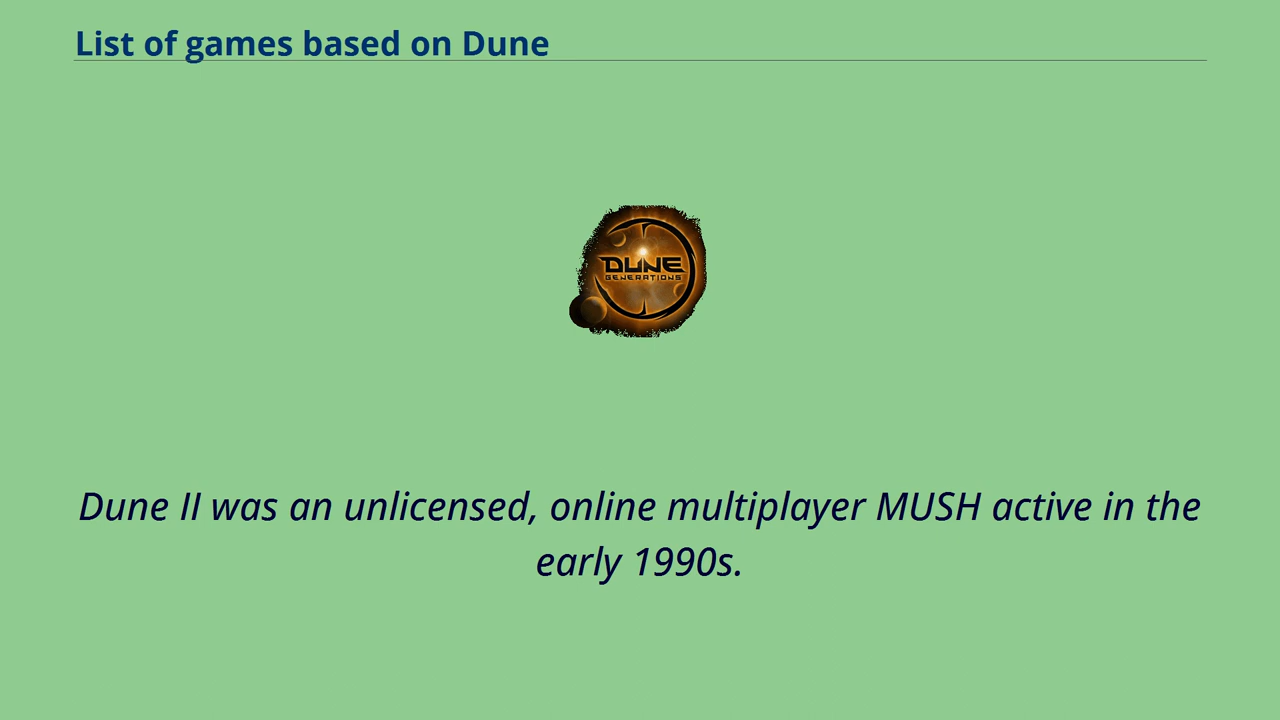 List of games based on Dune
DUNE
GENERATIONS
Dune II was an unlicensed, online multiplayer MUSH active in the
early 1990s.